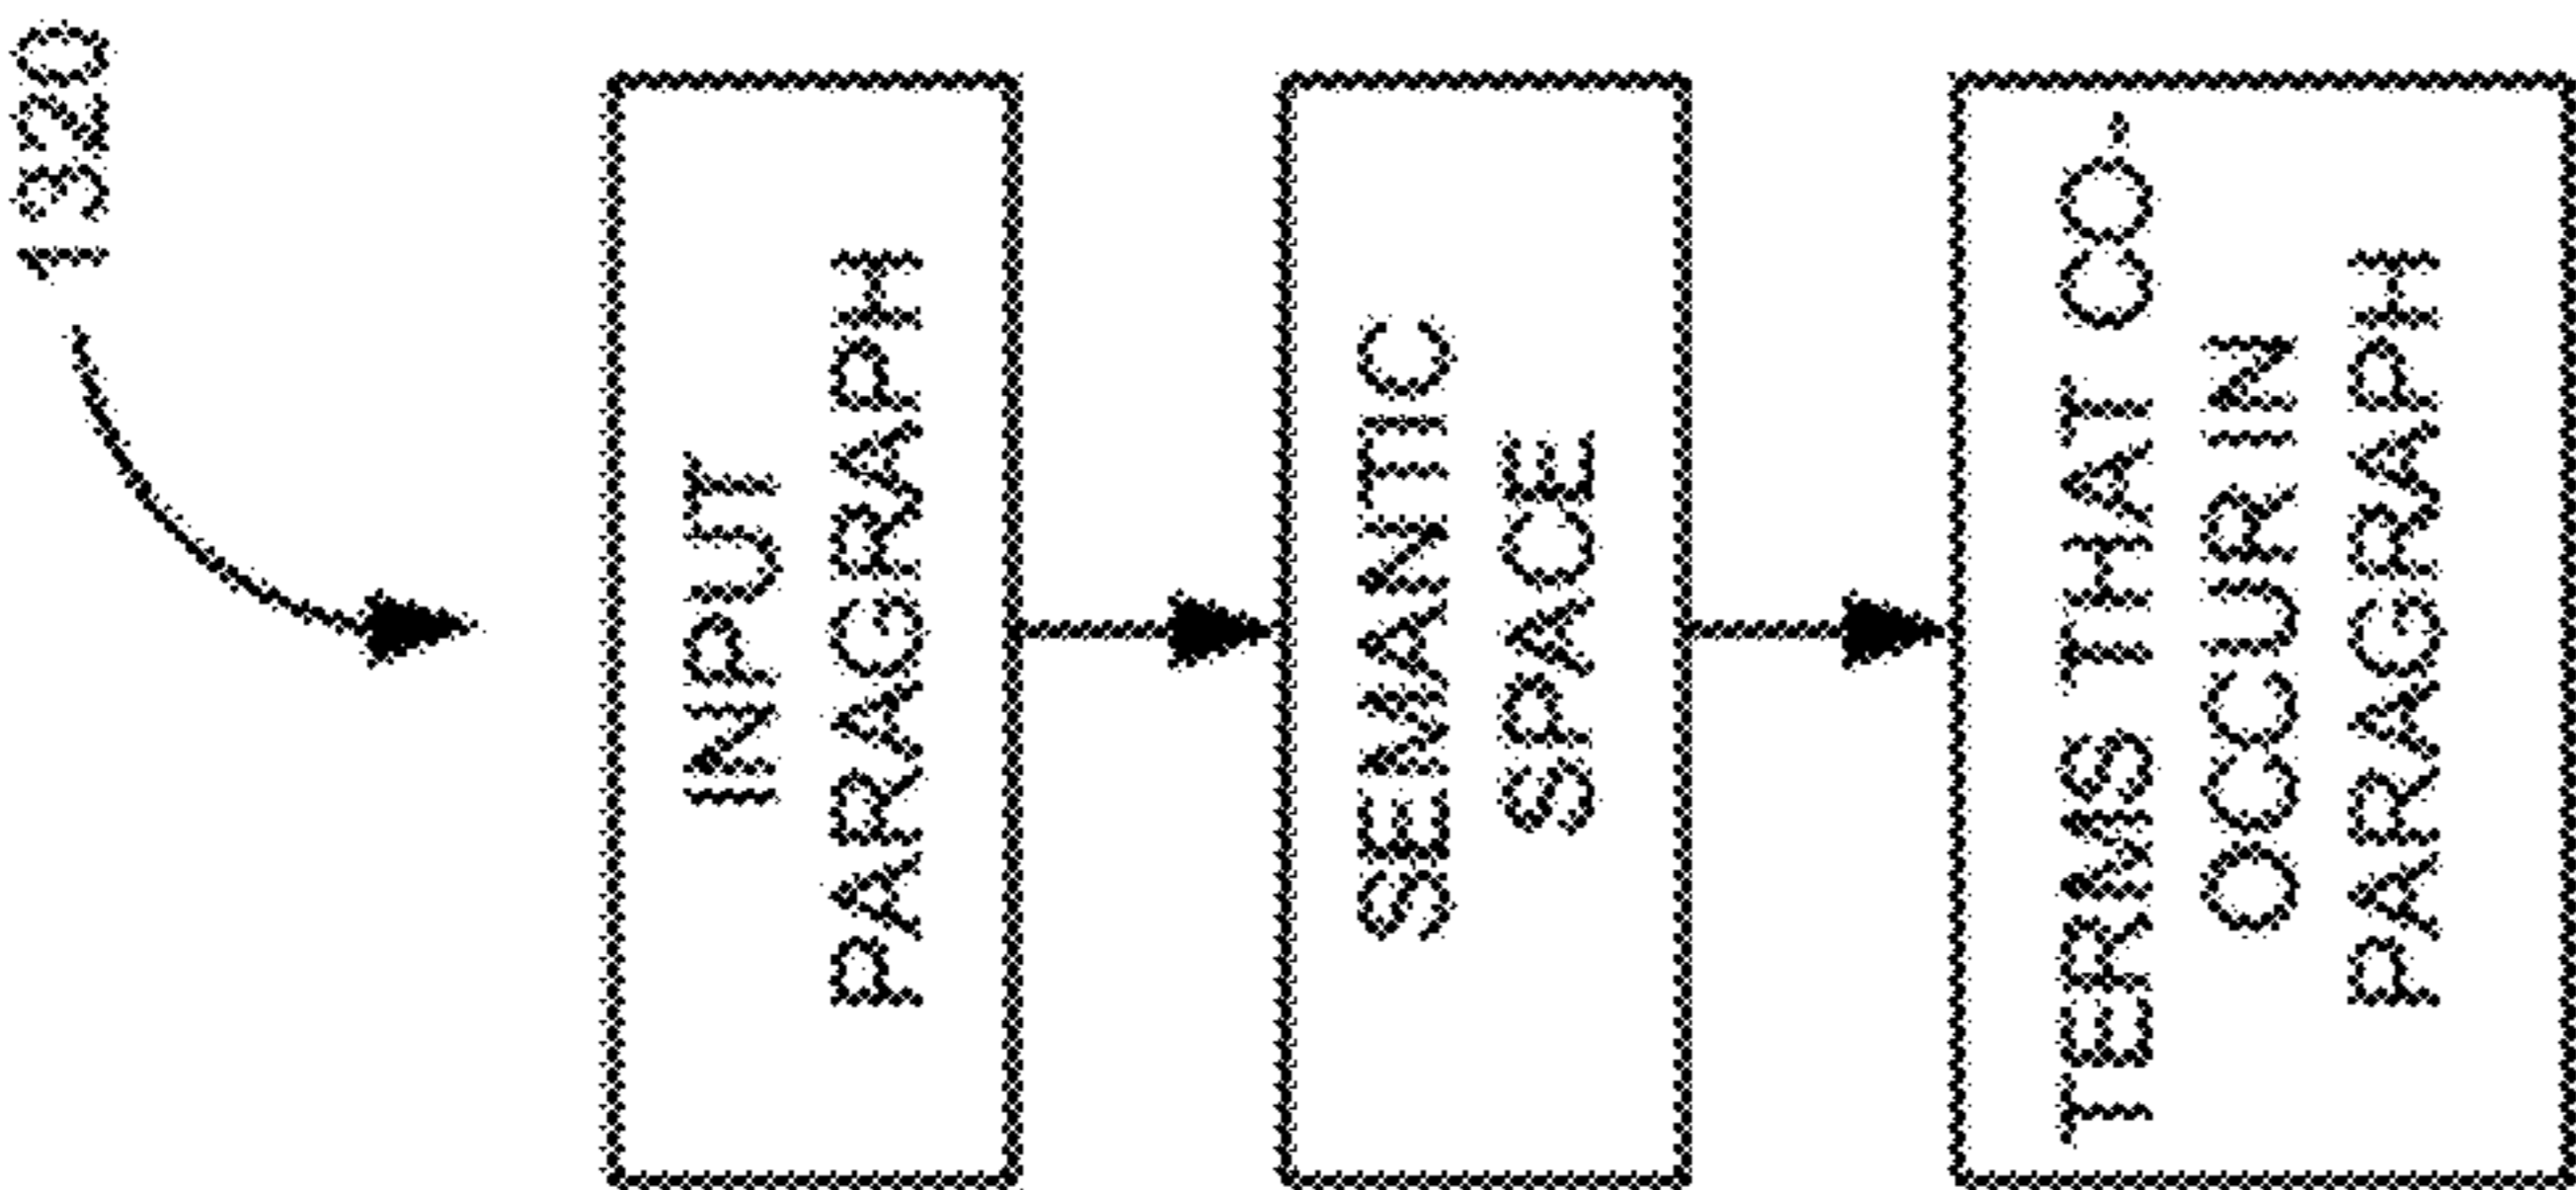 1320
INPUT
PARAGRAPH
SEMANTIC
SPACE
TERMS THAT CO-
OCCUR IN
PARAGRAPH